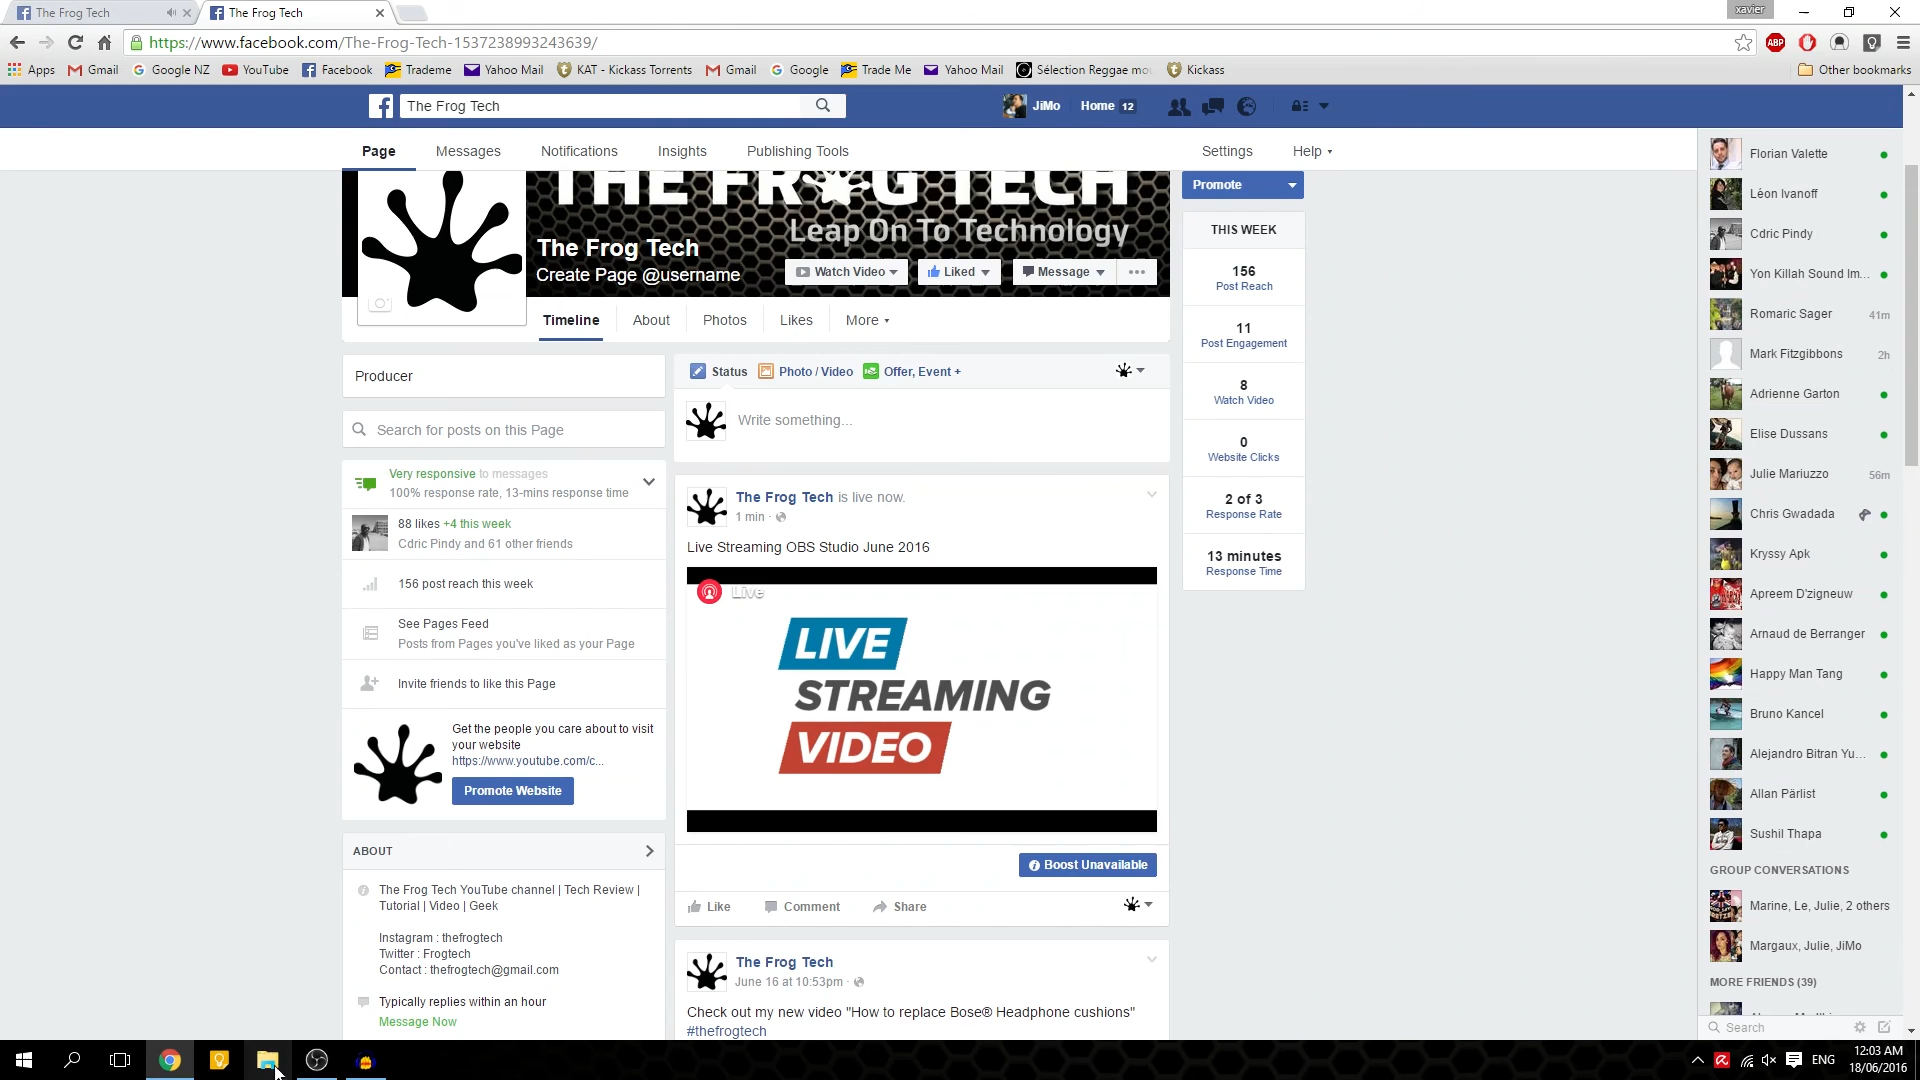 The Frog Tech
The Frog Tech
xavier
https://www.facebook.com/The-Frog-Tech-1537238993243639/
ABP
Apps
Gmail
Google NZ
YouTube
Facebook
Trademe
Yahoo Mail
KAT - Kickass Torrents
Gmail
Google
Trade Me
Yahoo Mail
Sélection Reggae mo
Kickass
Other bookmarks
The Frog Tech
JiMo
Home 12
Page
Messages
Notifications
Insights
Publishing Tools
Settings
Help
THE FROG TECH
Leap On To Technology
The Frog Tech
Create Page @username
Watch Video
Liked
Message
Promote
Timeline
About
Photos
Likes
More
THIS WEEK
156
Post Reach
11
Post Engagement
8
Watch Video
0
Website Clicks
2 of 3
Response Rate
13 minutes
Response Time
Producer
Search for posts on this Page
Very responsive to messages
100% response rate, 13-mins response time
88 likes +4 this week
Cdric Pindy and 61 other friends
156 post reach this week
See Pages Feed
Posts from Pages you've liked as your Page
Invite friends to like this Page
Get the people you care about to visit
your website
https://www.youtube.com/c...
Promote Website
ABOUT
The Frog Tech YouTube channel | Tech Review |
Tutorial | Video | Geek
Instagram : thefrogtech
Twitter : Frogtech
Contact : thefrogtech@gmail.com
Typically replies within an hour
Message Now
Status
Photo / Video
Offer, Event +
Write something...
The Frog Tech is live now.
1 min ·
Live Streaming OBS Studio June 2016
Live
LIVE
STREAMING
VIDEO
Boost Unavailable
Like
Comment
Share
The Frog Tech
June 16 at 10:53pm ·
Check out my new video "How to replace Bose® Headphone cushions"
#thefrogtech
Florian Valette
Léon Ivanoff
Cdric Pindy
Yon Killah Sound Im...
Romaric Sager 41m
Mark Fitzgibbons 2h
Adrienne Garton
Elise Dussans
Julie Mariuzzo 56m
Chris Gwadada
Kryssy Apk
Apreem D'zigneuw
Arnaud de Berranger
Happy Man Tang
Bruno Kancel
Alejandro Bitran Yu...
Allan Pärlist
Sushil Thapa
GROUP CONVERSATIONS
Marine, Le, Julie, 2 others
Margaux, Julie, JiMo
MORE FRIENDS (39)
Search
ENG
12:03 AM
18/06/2016